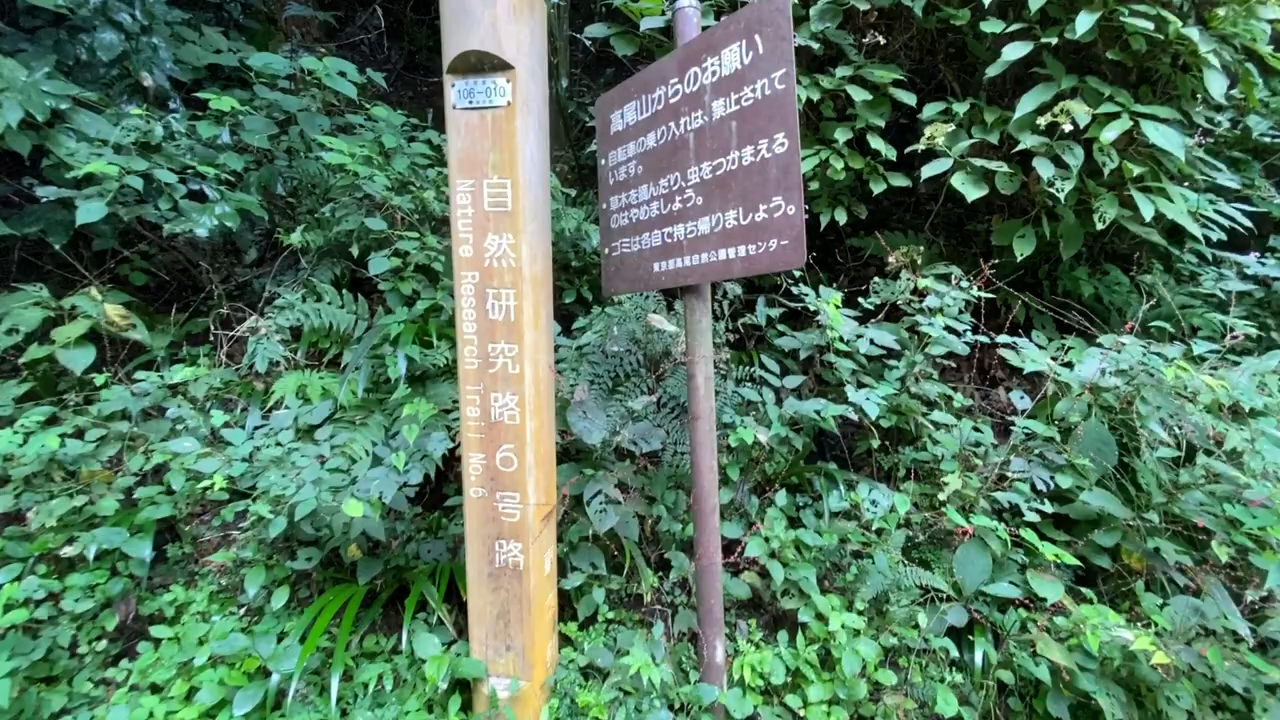 106-010
自然研究路6号路
Nature Research Trail No.6
高尾山からのお願い
・自転車の乗り入れは、禁止されて
います。
・草木を摘んだり、虫をつかまえる
のはやめましょう。
・ゴミは各自で持ち帰りましょう。
東京都高尾自然公園管理センター